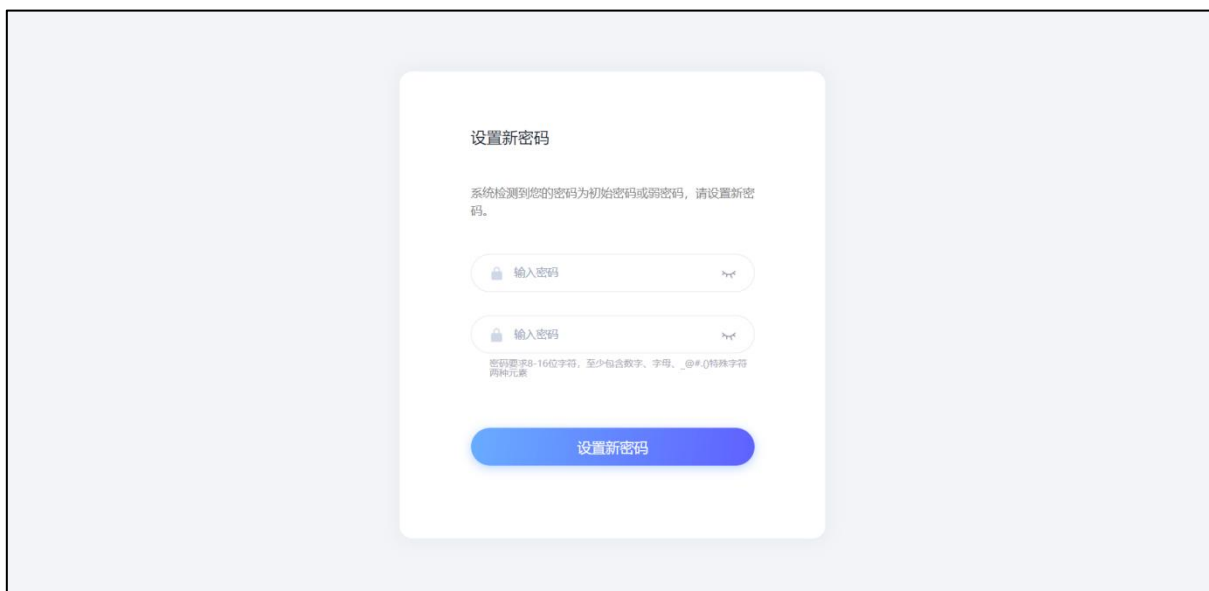 设置新密码
系统检测到您的密码为初始密码或弱密码，请设置新密
码。
输入密码
输入密码
密码要求8-16位字符，至少包含数字、字母、_@#.()特殊字符
两种元素
设置新密码